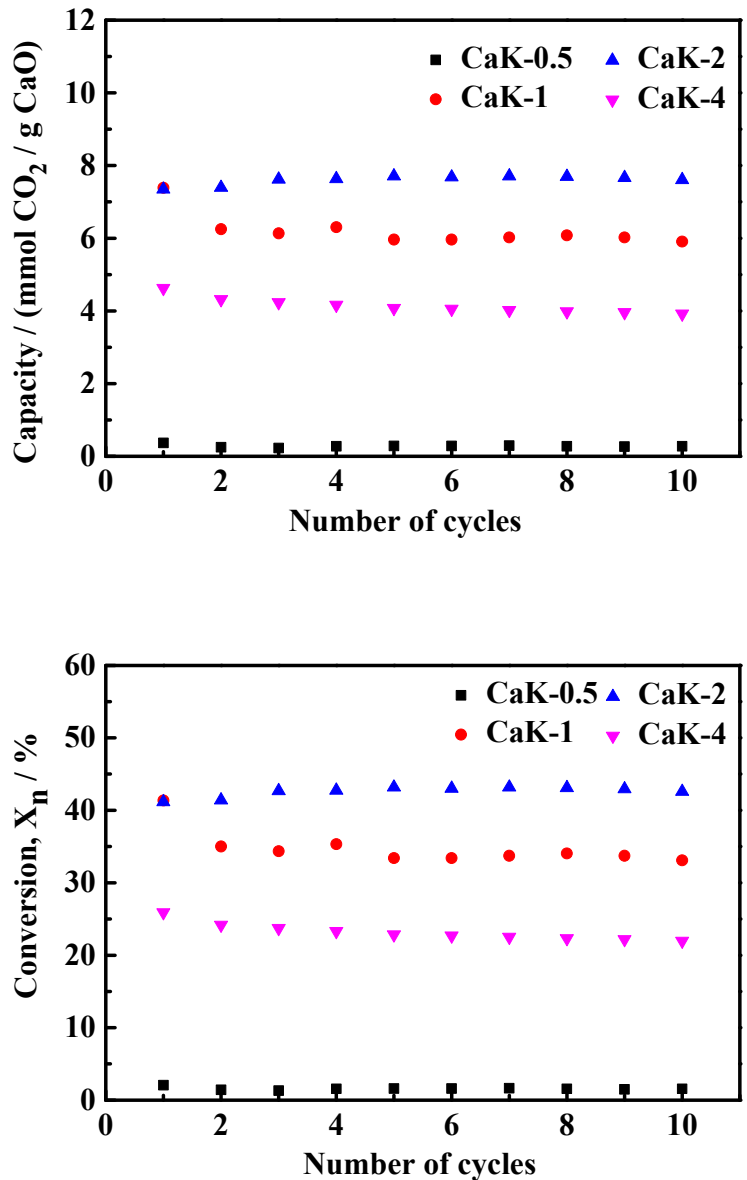 12
10
8
6
4
2
0
Capacity / (mmol CO2 / g CaO)
CaK-0.5 CaK-2
CaK-1 CaK-4
0 2 4 6 8 10
Number of cycles
60
50
40
30
20
10
0
Conversion, Xn / %
CaK-0.5 CaK-2
CaK-1 CaK-4
0 2 4 6 8 10
Number of cycles